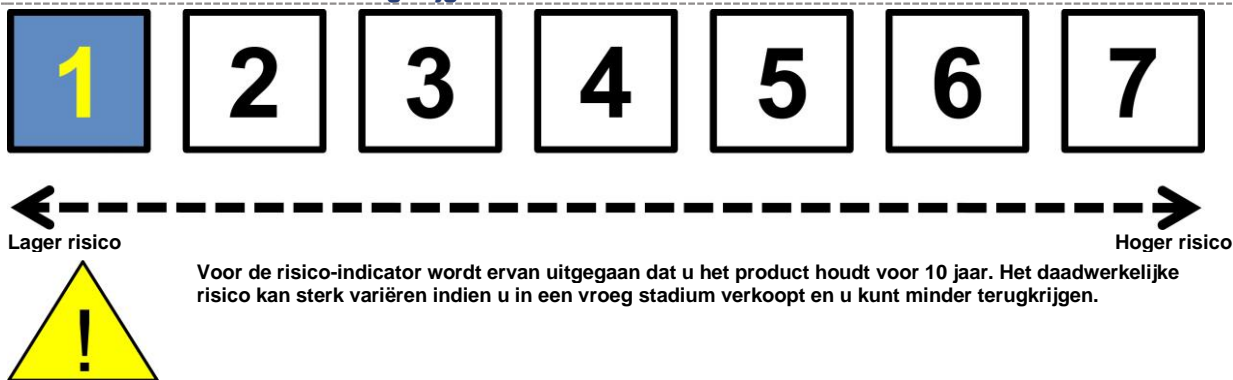 1 2 3 4 5 6 7
Lager risico Hoger risico
Voor de risico-indicator wordt ervan uitgegaan dat u het product houdt voor 10 jaar. Het daadwerkelijke
risico kan sterk variëren indien u in een vroeg stadium verkoopt en u kunt minder terugkrijgen.
!